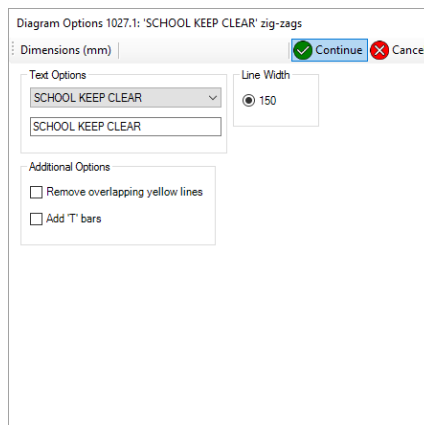 Diagram Options 1027.1: 'SCHOOL KEEP CLEAR' zig-zags
Dimensions (mm) Continue Cance
Text Options Line Width
SCHOOL KEEP CLEAR 150
SCHOOL KEEP CLEAR
Additional Options
Remove overlapping yellow lines
Add 'T' bars